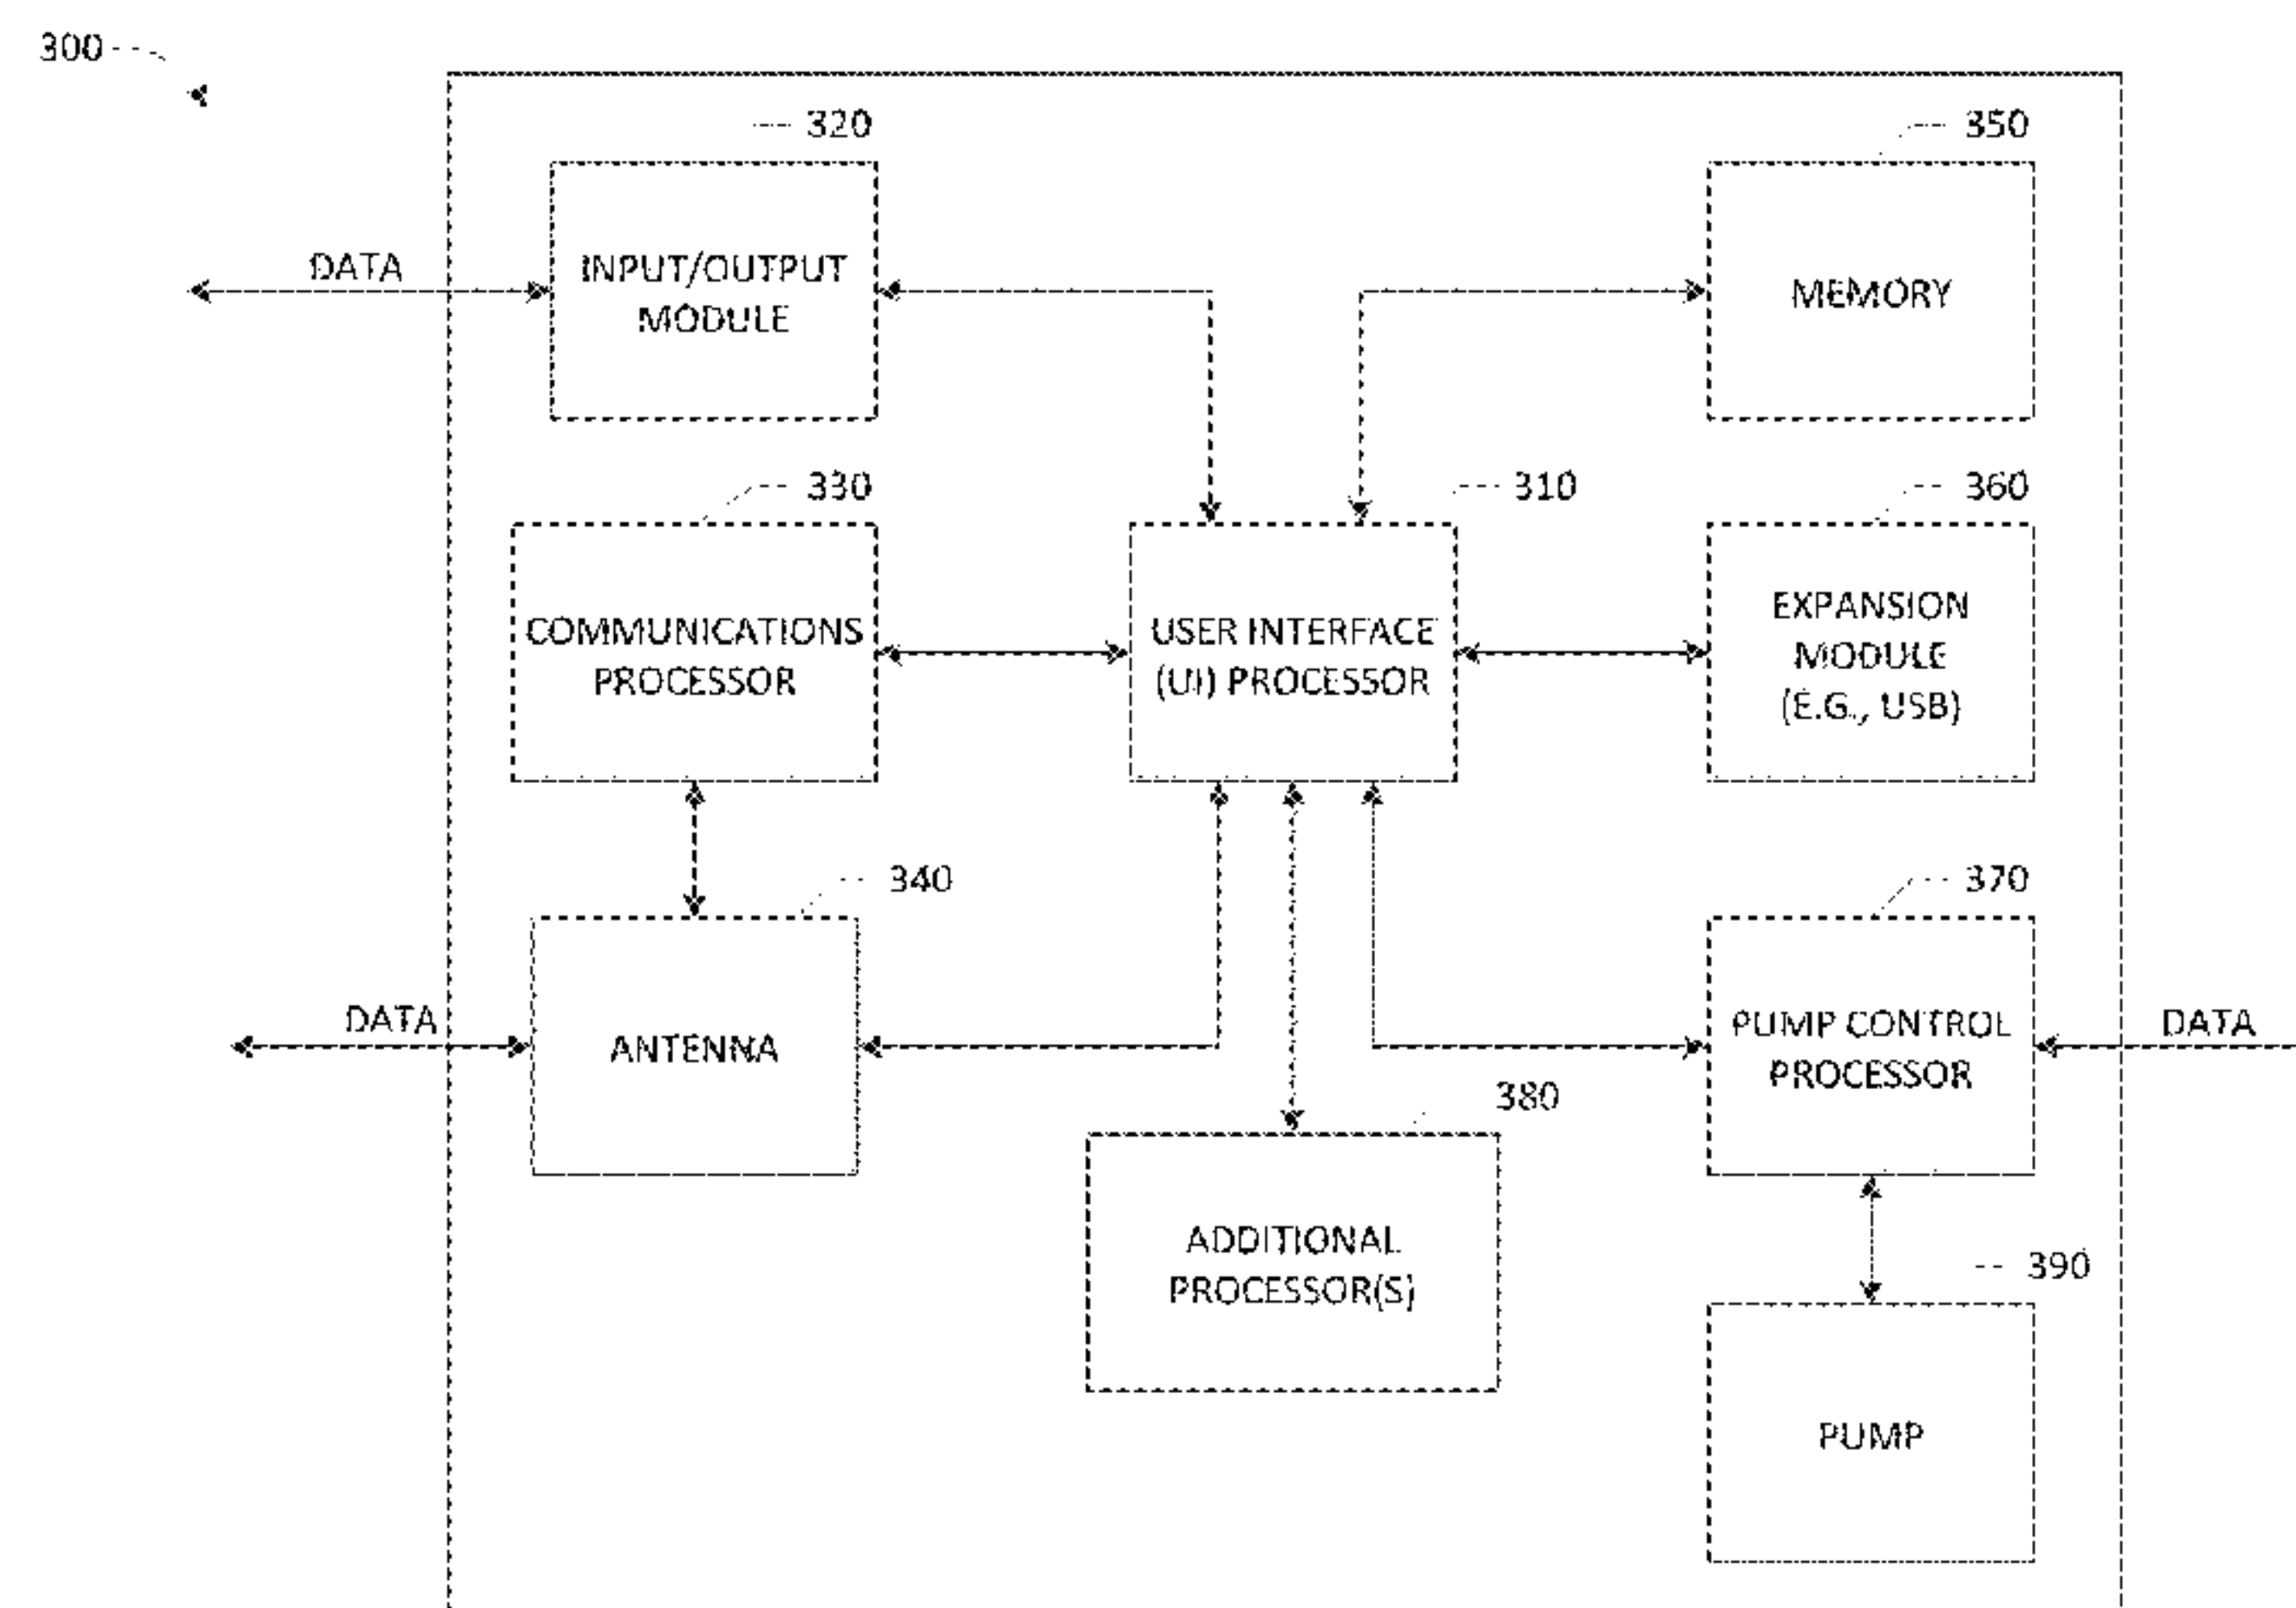 300
320
350
DATA
INPUT/OUTPUT
MODULE
MEMORY
330
310
360
COMMUNICATIONS
PROCESSOR
USER INTERFACE
(UI) PROCESSOR
EXPANSION
MODULE
(E.G., USB)
340
370
DATA
ANTENNA
PUMP CONTROL
PROCESSOR
DATA
380
ADDITIONAL
PROCESSOR(S)
390
PUMP